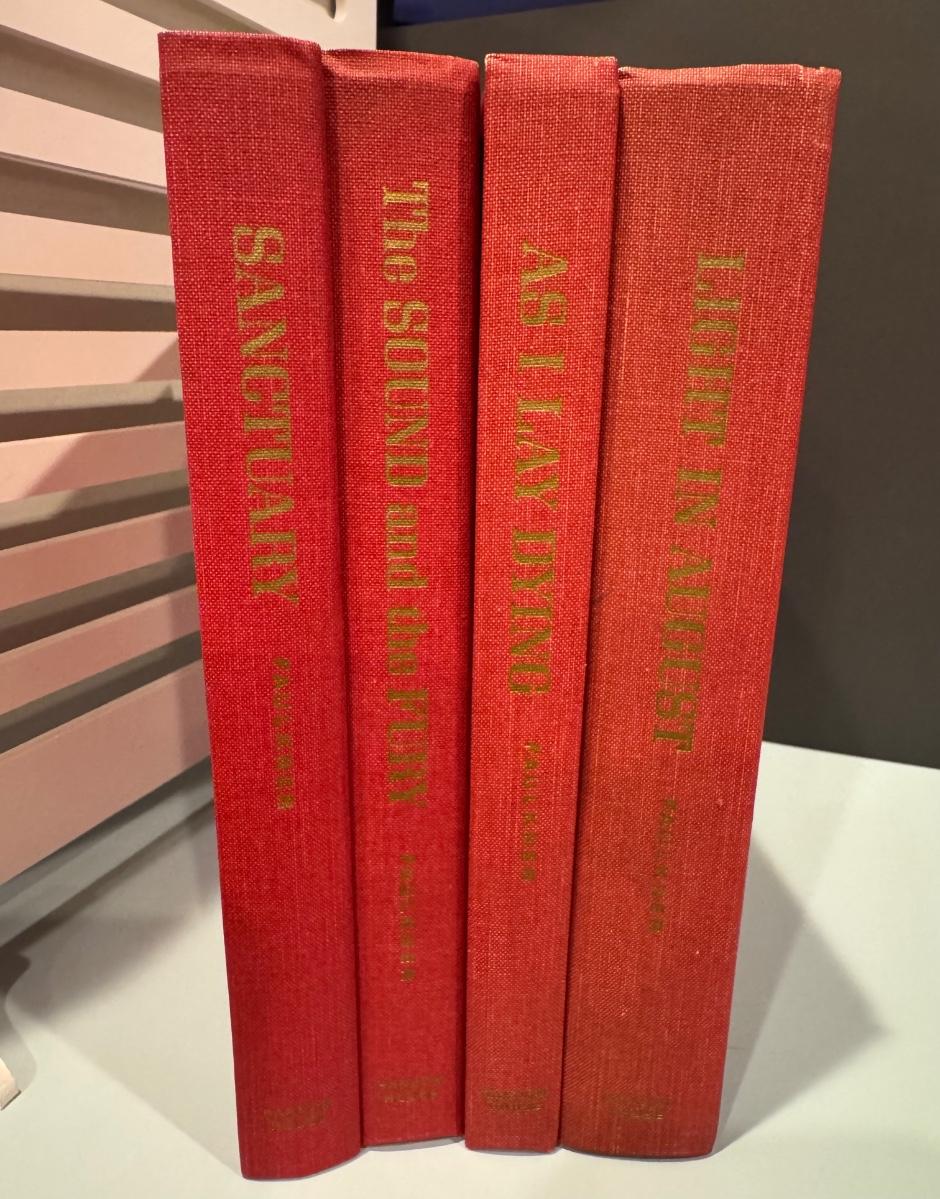 SANCTUARY FAULKNER
The SOUND and the FURY FAULKNER
AS I LAY DYING FAULKNER
LIGHT IN AUGUST FAULKNER